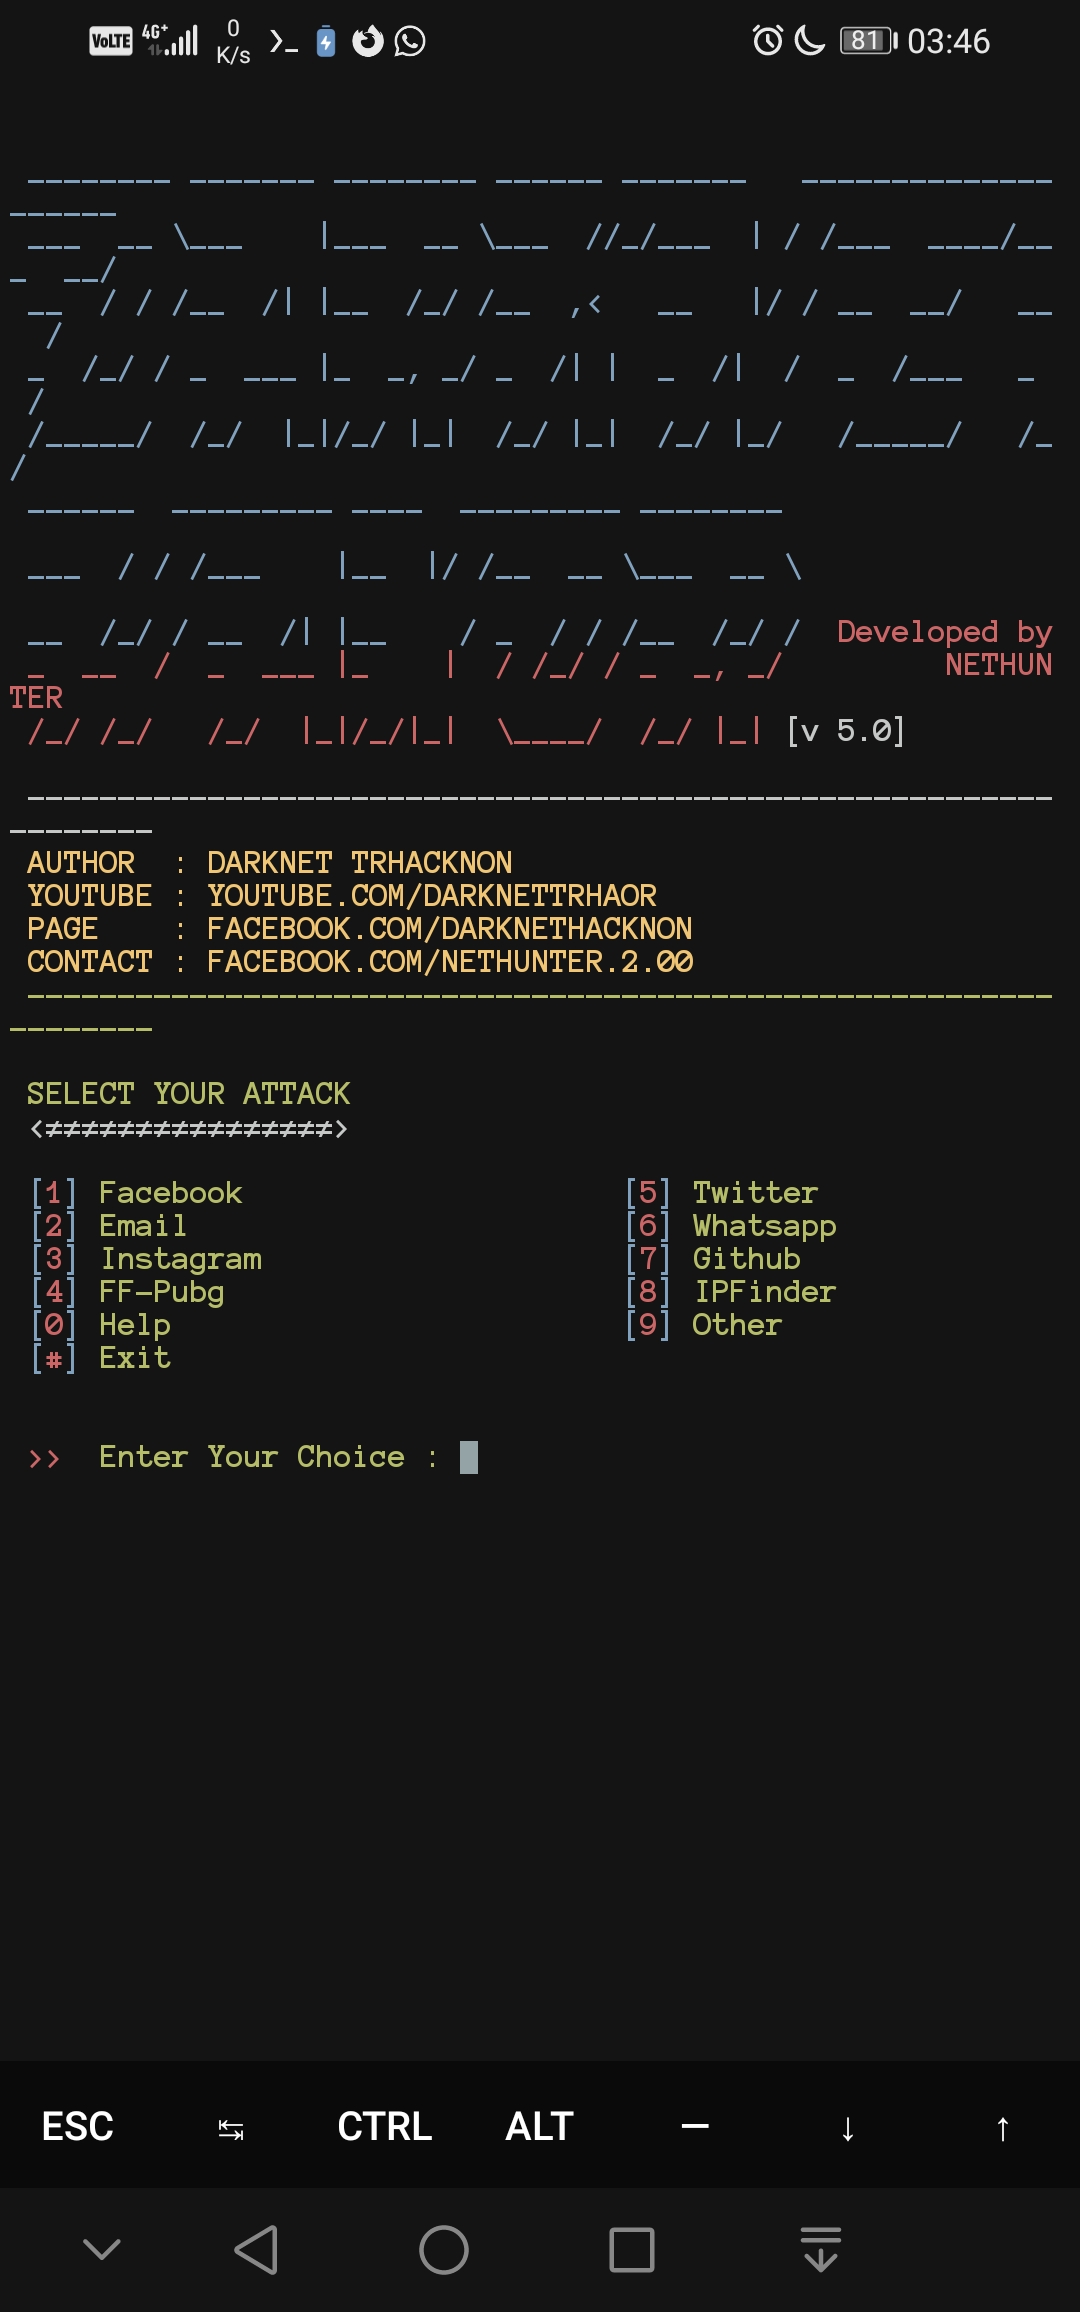 VoLTE 4G+ 0 K/s 81 03:46
Developed by
NETHUN
TER
[v 5.0]
AUTHOR : DARKNET TRHACKNON
YOUTUBE : YOUTUBE.COM/DARKNETTRHAOR
PAGE : FACEBOOK.COM/DARKNETHACKNON
CONTACT : FACEBOOK.COM/NETHUNTER.2.00
SELECT YOUR ATTACK
<≠≠≠≠≠≠≠≠≠≠≠≠≠≠≠≠>
[1] Facebook [5] Twitter
[2] Email [6] Whatsapp
[3] Instagram [7] Github
[4] FF-Pubg [8] IPFinder
[0] Help [9] Other
[#] Exit
>> Enter Your Choice :
ESC ↹ CTRL ALT — ↓ ↑